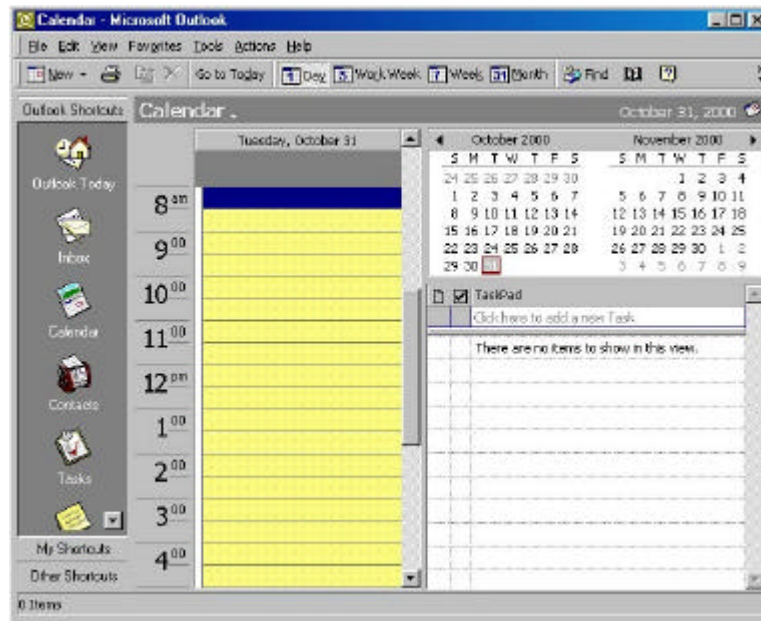 Calendar - Microsoft Outlook
File Edit View Favorites Tools Actions Help
New Go to Today 1 Day 5 Work Week 7 Week 31 Month Find
Outlook Shortcuts Calendar . October 31, 2000
Tuesday, October 31
October 2000 November 2000
S M T W T F S S M T W T F S
24 25 26 27 28 29 30 1 2 3 4
1 2 3 4 5 6 7 5 6 7 8 9 10 11
8 9 10 11 12 13 14 12 13 14 15 16 17 18
15 16 17 18 19 20 21 19 20 21 22 23 24 25
22 23 24 25 26 27 28 26 27 28 29 30 1 2
29 30 31 3 4 5 6 7 8 9
Outlook Today
Inbox
Calendar
Contacts
Tasks
My Shortcuts
Other Shortcuts
8 am
9 00
10 00
11 00
12 pm
1 00
2 00
3 00
4 00
TaskPad
Click here to add a new Task
There are no items to show in this view.
0 Items